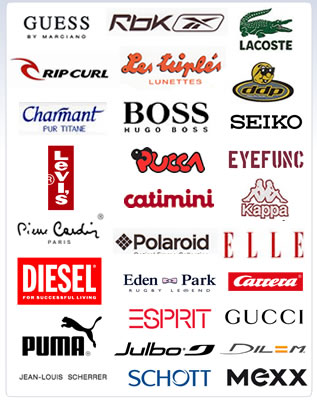 GUESS
BY MARCIANO
Rbk
LACOSTE
RIP CURL
Les triplés
LUNETTES
ddp
Charmant
PUR TITANE
BOSS
HUGO BOSS
SEIKO
Levi's
®
Pucca
EYEFUNC
catimini
Kappa
Pierre Cardin ®
PARIS
Polaroid
ELLE
DIESEL
FOR SUCCESSFUL LIVING
Eden Park
RUGBY LEMEND
Carrera
ESPRIT
GUCCI
PUMA
Julbo
DILEM
JEAN-LOUIS SCHERRER
SCHOTT
MEXX